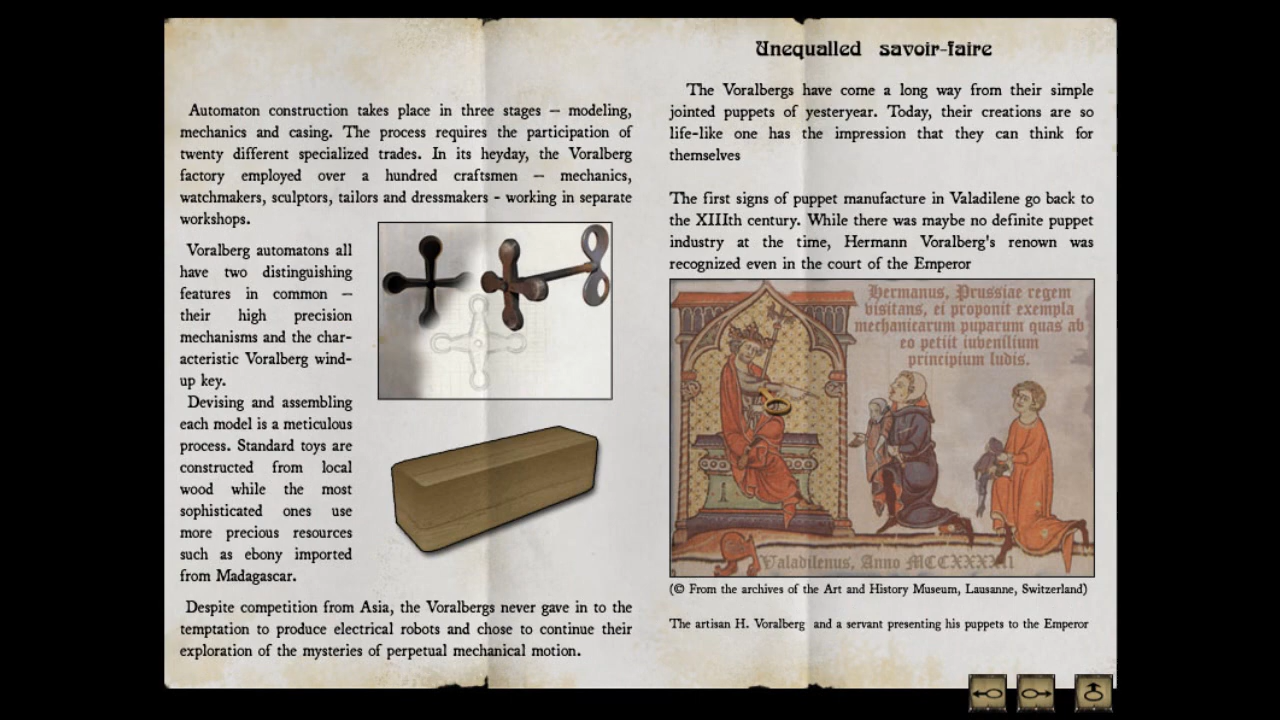 Automaton construction takes place in three stages – modeling,
mechanics and casing. The process requires the participation of
twenty different specialized trades. In its heyday, the Voralberg
factory employed over a hundred craftsmen – mechanics,
watchmakers, sculptors, tailors and dressmakers - working in separate
workshops.
Voralberg automatons all
have two distinguishing
features in common –
their high precision
mechanisms and the char-
acteristic Voralberg wind-
up key.
Devising and assembling
each model is a meticulous
process. Standard toys are
constructed from local
wood while the most
sophisticated ones use
more precious resources
such as ebony imported
from Madagascar.
Despite competition from Asia, the Voralbergs never gave in to the
temptation to produce electrical robots and chose to continue their
exploration of the mysteries of perpetual mechanical motion.
Unequalled savoir-faire
The Voralbergs have come a long way from their simple
jointed puppets of yesteryear. Today, their creations are so
life-like one has the impression that they can think for
themselves
The first signs of puppet manufacture in Valadilene go back to
the XIIIth century. While there was maybe no definite puppet
industry at the time, Hermann Voralberg's renown was
recognized even in the court of the Emperor
Hermanus, Prussiae regem
visitans, ei proponit exempla
mechanicarum puparum quas ab
eo petiit iubenlium
principium ludis.
Valadilenus, Anno
(© From the archives of the Art and History Museum, Lausanne, Switzerland)
The artisan H. Voralberg and a servant presenting his puppets to the Emperor